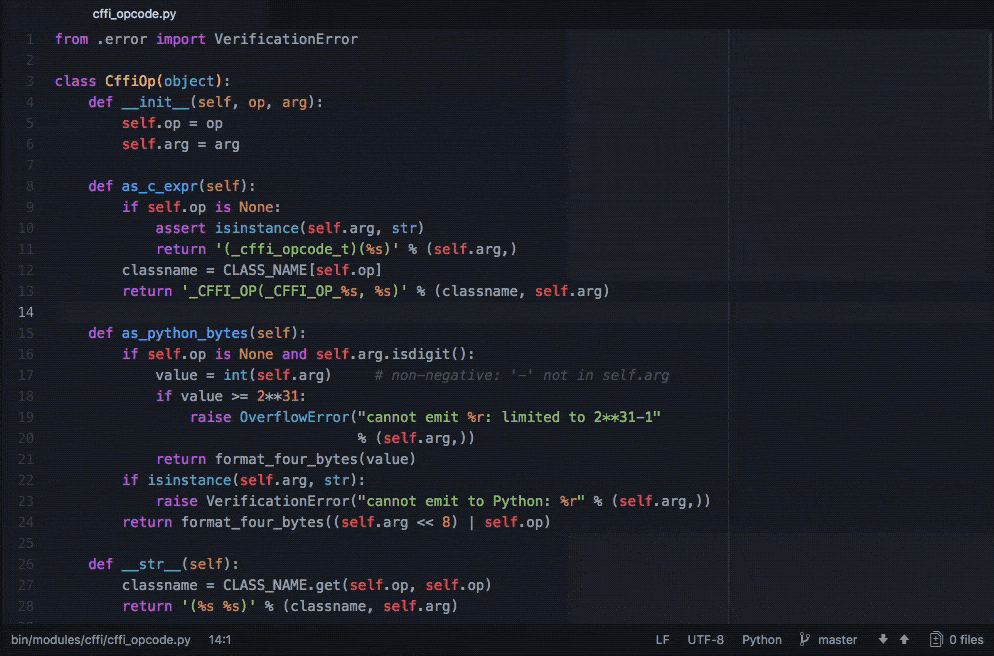 cffi_opcode.py
1 from .error import VerificationError
2
3 class CffiOp(object):
4     def __init__(self, op, arg):
5         self.op = op
6         self.arg = arg
7
8     def as_c_expr(self):
9         if self.op is None:
10             assert isinstance(self.arg, str)
11             return '(_cffi_opcode_t)(%s)' % (self.arg,)
12         classname = CLASS_NAME[self.op]
13         return '_CFFI_OP(_CFFI_OP_%s, %s)' % (classname, self.arg)
14
15     def as_python_bytes(self):
16         if self.op is None and self.arg.isdigit():
17             value = int(self.arg)     # non-negative: '-' not in self.arg
18             if value >= 2**31:
19                 raise OverflowError("cannot emit %r: limited to 2**31-1"
20                                     % (self.arg,))
21             return format_four_bytes(value)
22         if isinstance(self.arg, str):
23             raise VerificationError("cannot emit to Python: %r" % (self.arg,))
24         return format_four_bytes((self.arg << 8) | self.op)
25
26     def __str__(self):
27         classname = CLASS_NAME.get(self.op, self.op)
28         return '(%s %s)' % (classname, self.arg)
bin/modules/cffi/cffi_opcode.py 14:1 LF UTF-8 Python master 0 files